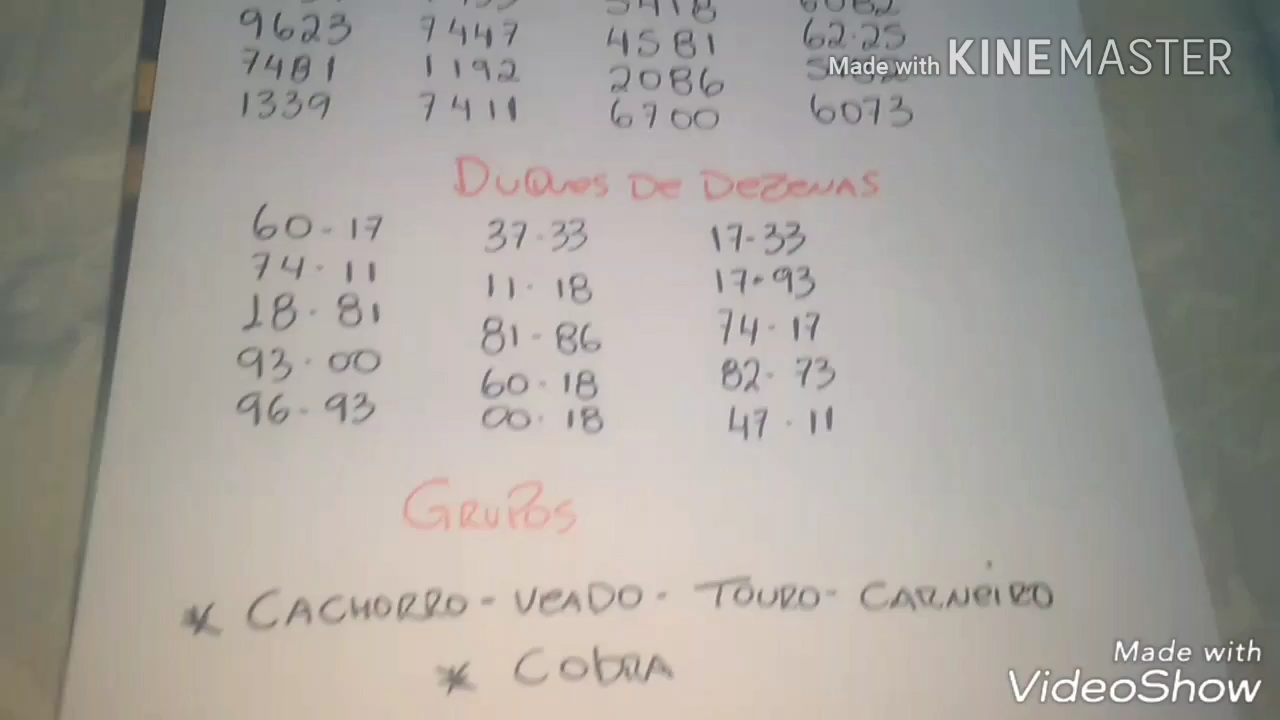 9623 7447 4581 62.25
7481 1192 2086
1339 7411 6700 6073
Made with KINEMASTER
DUQUES DE DEZENAS
60-17 37-33 17-33
74.11 11.18 17.93
18.81 81-86 74.17
93.00 60.18 82.73
96.93 00.18 47.11
GRUPOS
* CACHORRO - VEADO - TOURO - CARNEIRO
* COBRA
Made with
VideoShow